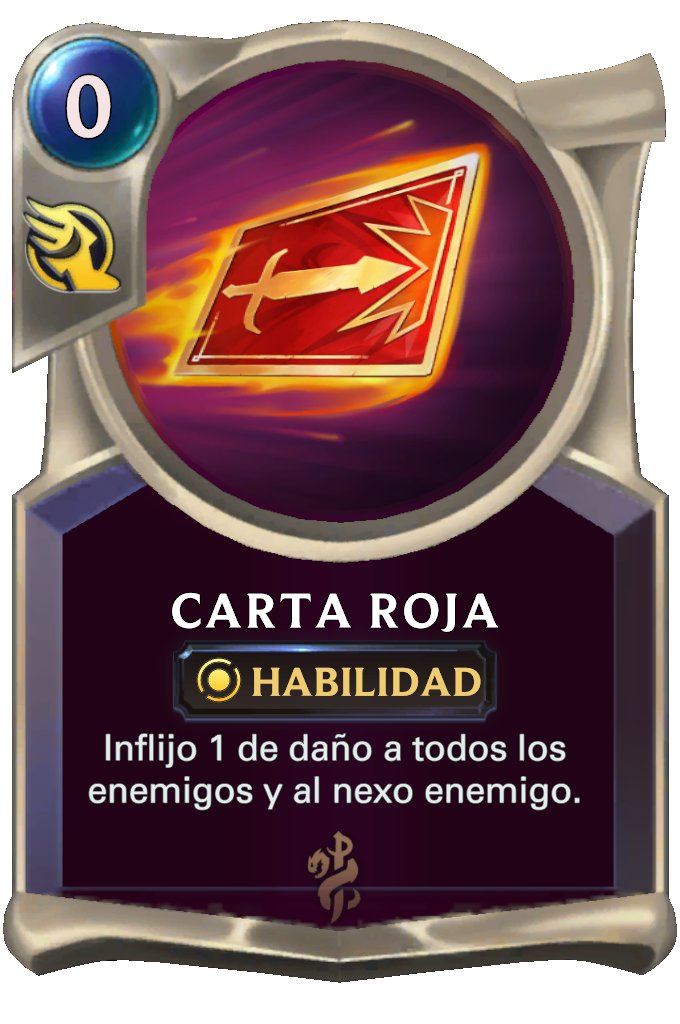 0
CARTA ROJA
HABILIDAD
Inflijo 1 de daño a todos los
enemigos y al nexo enemigo.